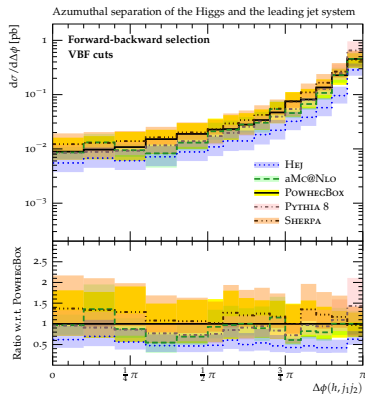 Azumuthal separation of the Higgs and the leading jet system
dσ/dΔϕ [pb]
Forward-backward selection
VBF cuts
1
10⁻¹
10⁻²
10⁻³
HEJ
aMC@NLO
POWHEGBOX
PYTHIA 8
SHERPA
Ratio w.r.t. POWHEGBOX
2.5
2
1.5
1
0.5
0
1/4 π
1/2 π
3/4 π
π
Δϕ(h, j₁j₂)